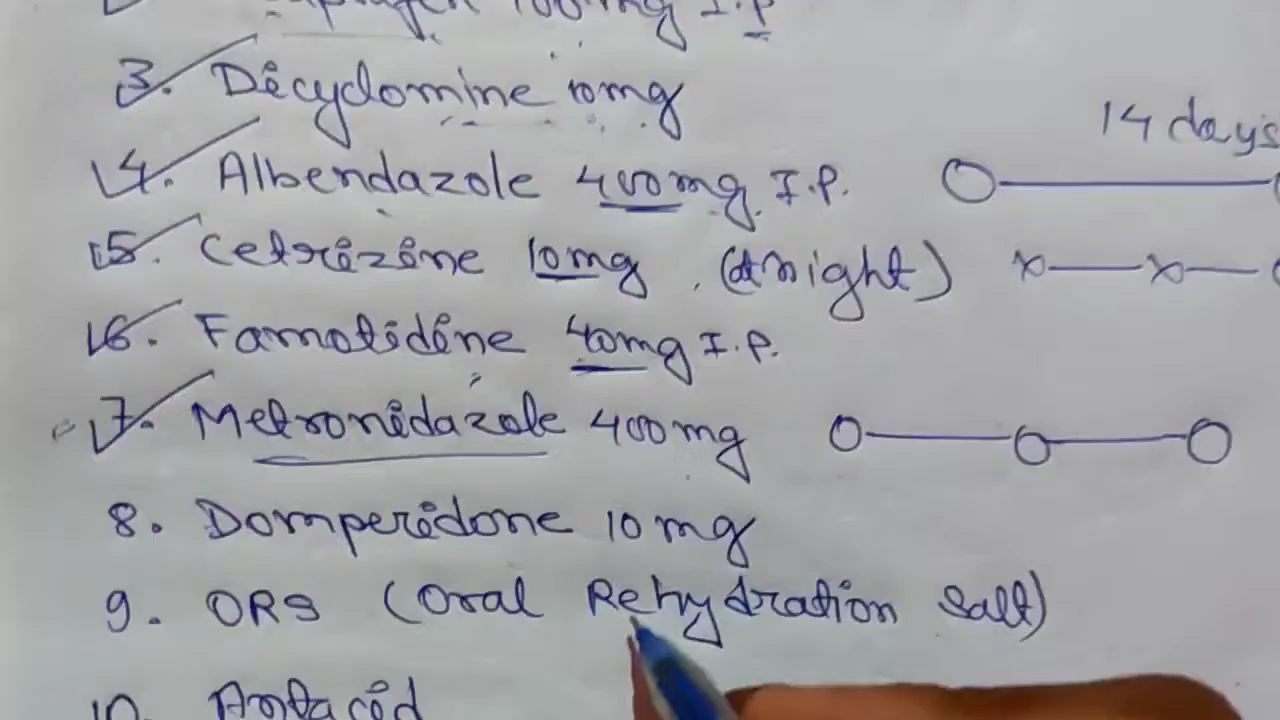 100mg I.P
3. Dicyclomine 10mg
14 days
4. Albendazole 400mg I.P.
5. Cetrizine 10mg (at night) x x
6. Famotidine 40mg I.P.
7. Metronidazole 400mg
8. Domperidone 10mg
9. ORS (Oral Rehydration Salt)
10. Antacid